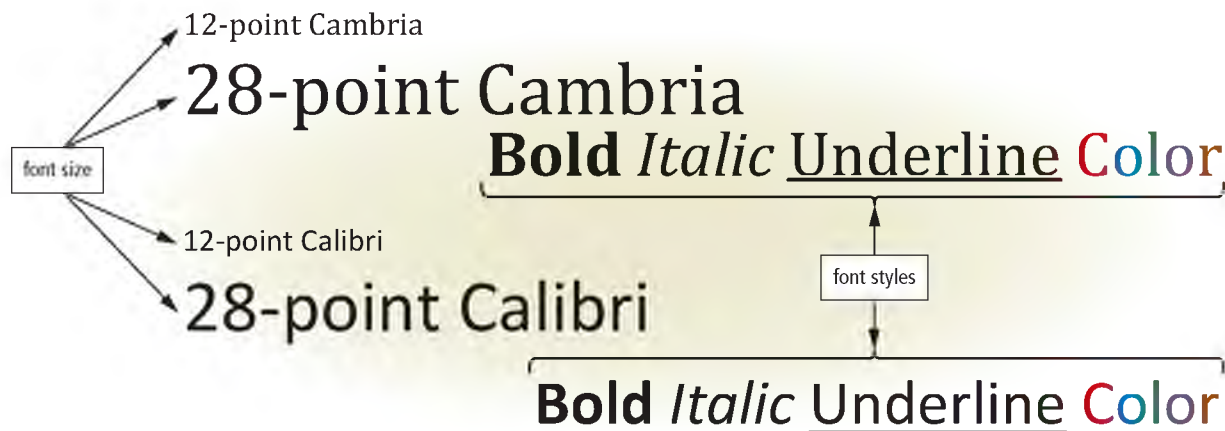 12-point Cambria
28-point Cambria
Bold Italic Underline Color
font size
12-point Calibri
font styles
28-point Calibri
Bold Italic Underline Color